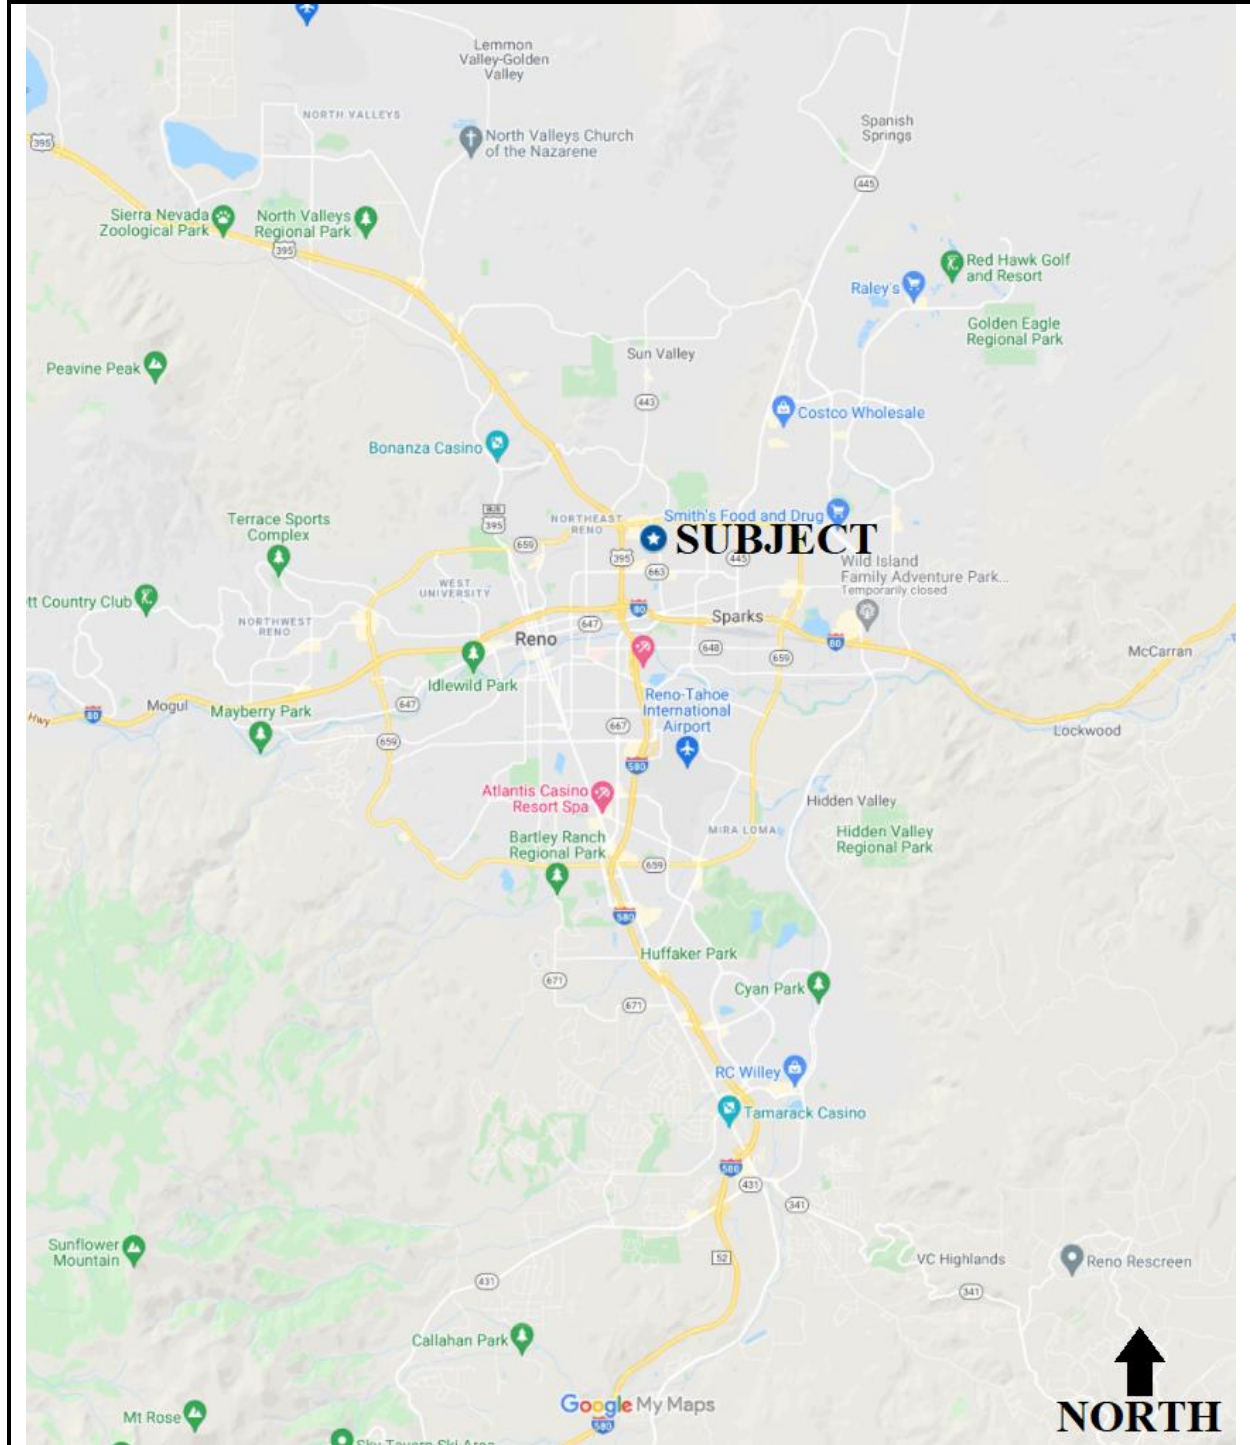 Lemmon
Valley-Golden
Valley
NORTH VALLEYS
Spanish
Springs
395
North Valleys Church
of the Nazarene
445
Sierra Nevada
Zoological Park
North Valleys
Regional Park
395
Red Hawk Golf
and Resort
Raley's
Golden Eagle
Regional Park
Sun Valley
Peavine Peak
443
Costco Wholesale
Bonanza Casino
395
Terrace Sports
Complex
NORTHEAST
RENO
Smith's Food and Drug
SUBJECT
659
395
445
663
Wild Island
Family Adventure Park...
Temporarily closed
WEST
UNIVERSITY
tt Country Club
NORTHWEST
RENO
80
647
Sparks
Reno
648
659
80
McCarran
Idlewild Park
Reno-Tahoe
International
Airport
647
Mogul
Mayberry Park
Hwy
80
667
659
Lockwood
580
Atlantis Casino
Resort Spa
Hidden Valley
MIRA LOMA
Hidden Valley
Regional Park
Bartley Ranch
Regional Park
659
580
Huffaker Park
671
Cyan Park
671
RC Willey
Tamarack Casino
580
431
341
Sunflower
Mountain
52
VC Highlands
Reno Rescreen
431
341
Callahan Park
Google My Maps
Mt Rose
580
NORTH